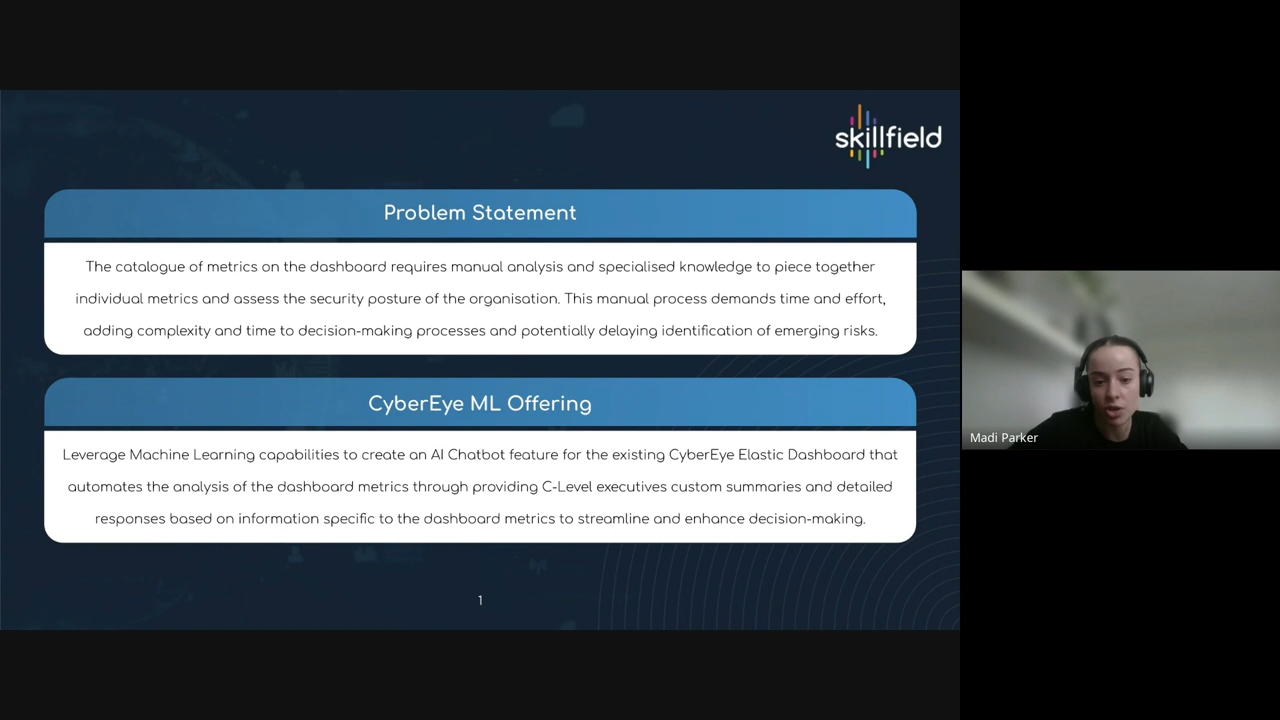 skillfield
Problem Statement
The catalogue of metrics on the dashboard requires manual analysis and specialised knowledge to piece together
individual metrics and assess the security posture of the organisation. This manual process demands time and effort,
adding complexity and time to decision-making processes and potentially delaying identification of emerging risks.
CyberEye ML Offering
Leverage Machine Learning capabilities to create an AI Chatbot feature for the existing CyberEye Elastic Dashboard that
automates the analysis of the dashboard metrics through providing C-Level executives custom summaries and detailed
responses based on information specific to the dashboard metrics to streamline and enhance decision-making.
1
Madi Parker